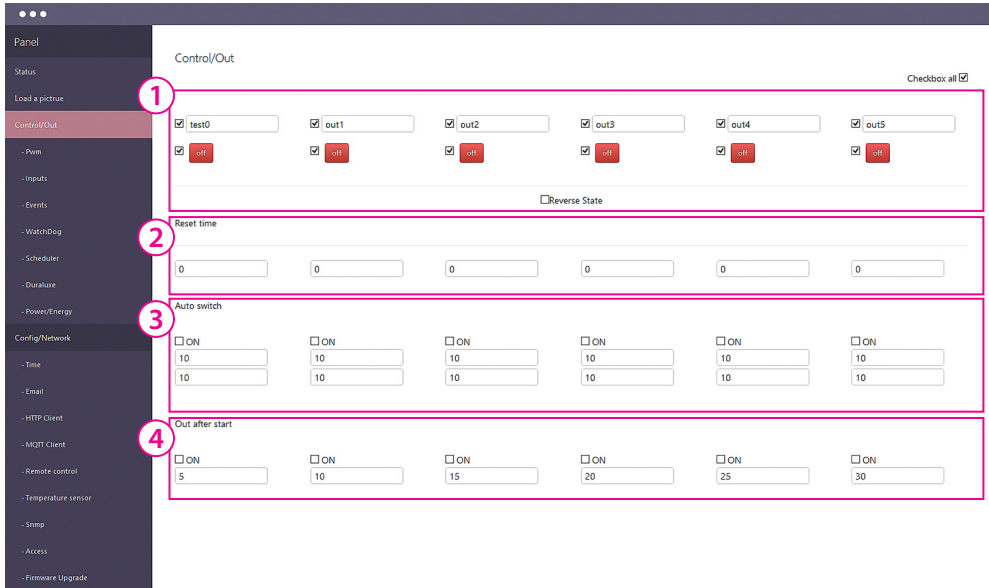 Panel
Status
Load a pictrue
Control/Out
- Pwm
- Inputs
- Events
- WatchDog
- Scheduler
- Duraluxe
- Power/Energy
Config/Network
- Time
- Email
- HTTP Client
- MQTT Client
- Remote control
- Temperature sensor
- Snmp
- Access
- Firmware Upgrade
Control/Out
Checkbox all
1
test0 out1 out2 out3 out4 out5
off off off off off off
Reverse State
2
Reset time
0 0 0 0 0 0
3
Auto switch
ON ON ON ON ON ON
10 10 10 10 10 10
10 10 10 10 10 10
4
Out after start
ON ON ON ON ON ON
5 10 15 20 25 30